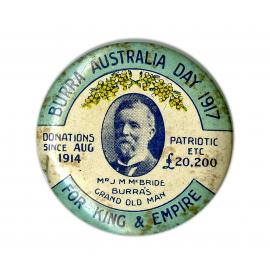 BURRA AUSTRALIA DAY 1917
DONATIONS
SINCE AUG
1914
PATRIOTIC
ETC
£20,200
MR J M McBRIDE
BURRA'S
GRAND OLD MAN
FOR KING & EMPIRE